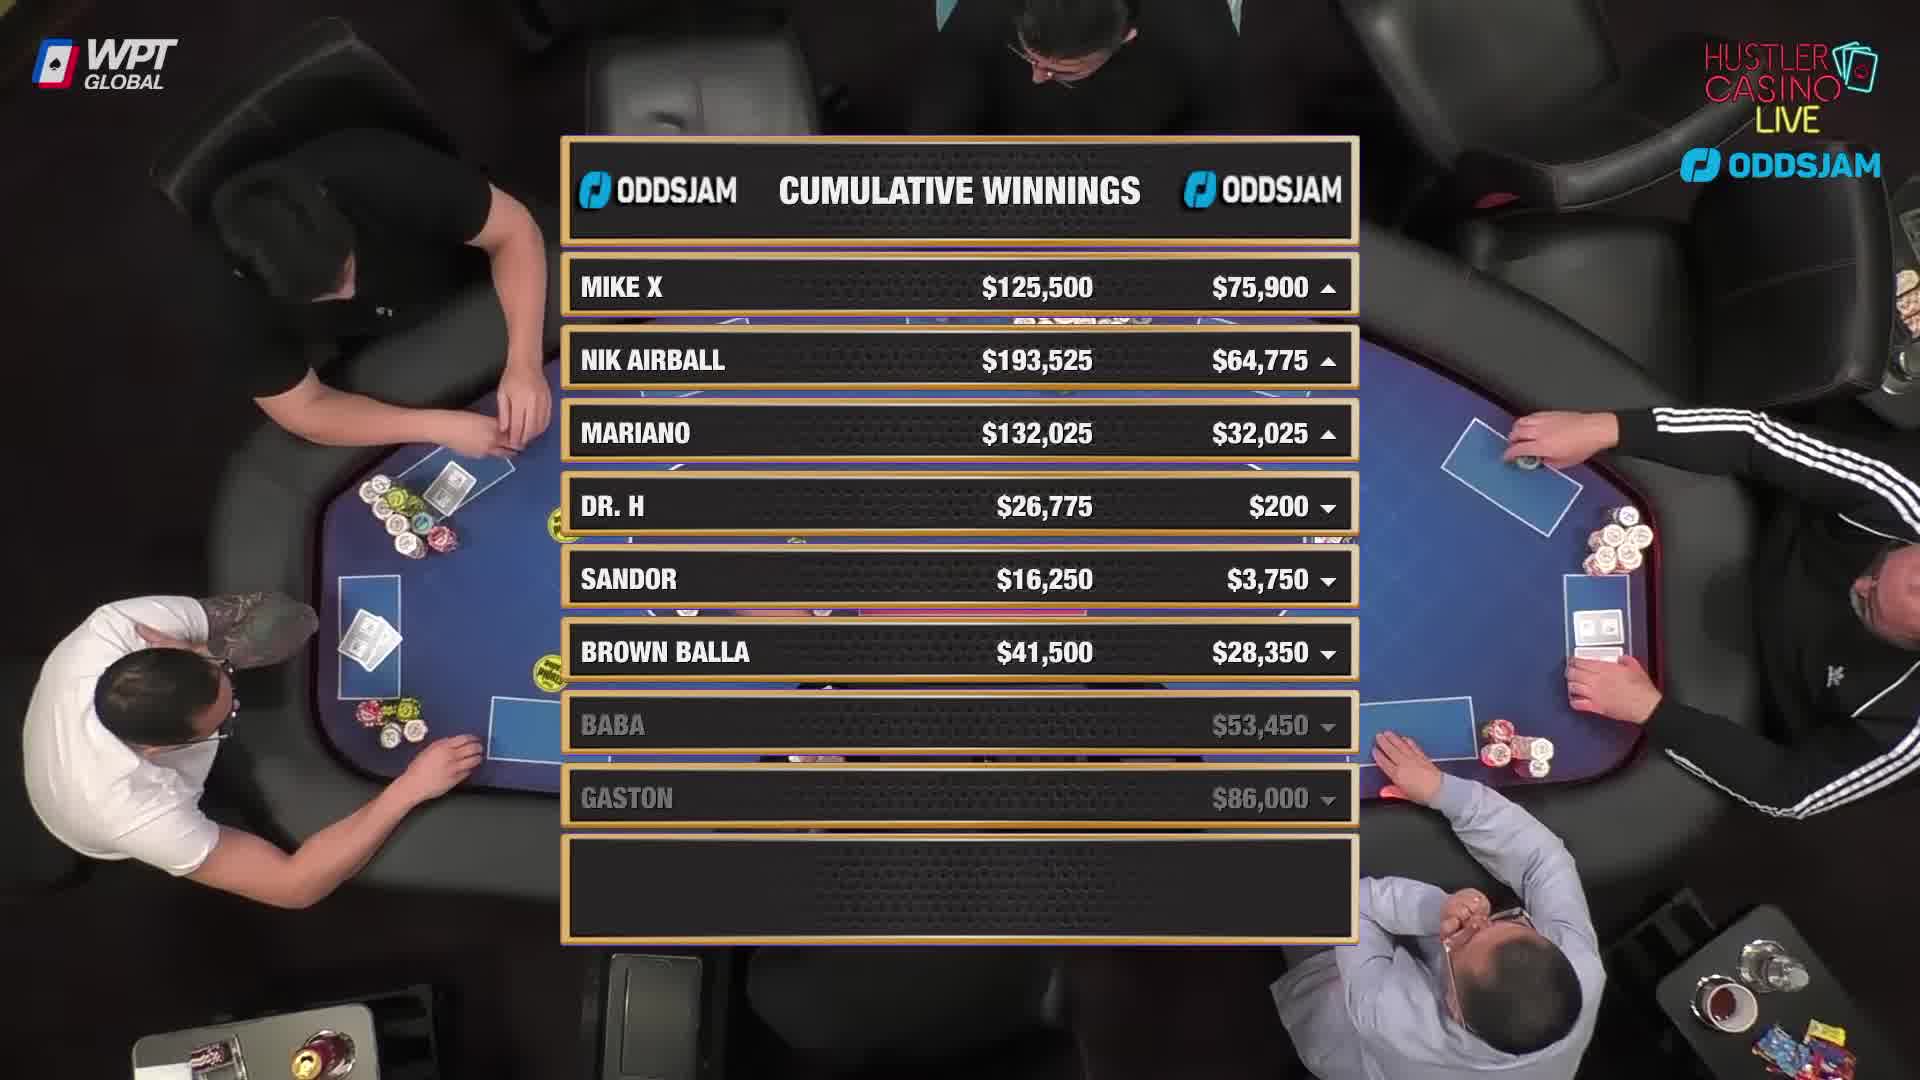 WPT
GLOBAL
HUSTLER
CASINO
LIVE
ODDSJAM
ODDSJAM CUMULATIVE WINNINGS ODDSJAM
MIKE X $125,500 $75,900 ▲
NIK AIRBALL $193,525 $64,775 ▲
MARIANO $132,025 $32,025 ▲
DR. H $26,775 $200 ▼
SANDOR $16,250 $3,750 ▼
BROWN BALLA $41,500 $28,350 ▼
BABA $53,450 ▼
GASTON $86,000 ▼